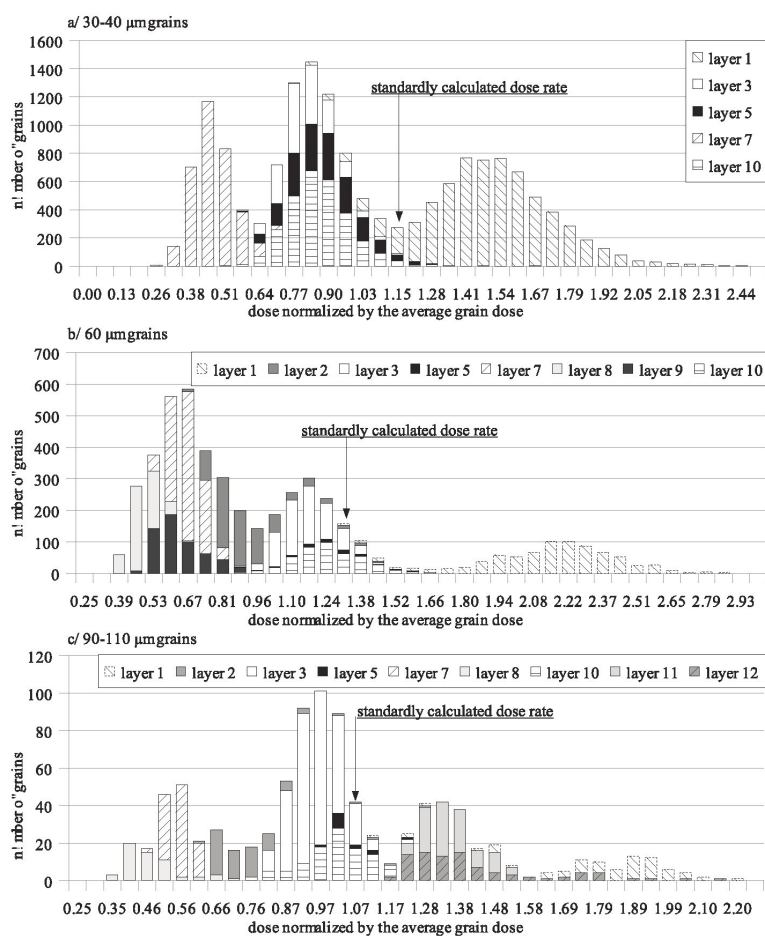 a/ 30-40 µm grains
1600
1400
1200
1000
800
600
400
200
0
n! mber o" grains
standardly calculated dose rate
layer 1
layer 3
layer 5
layer 7
layer 10
0.00 0.13 0.26 0.38 0.51 0.64 0.77 0.90 1.03 1.15 1.28 1.41 1.54 1.67 1.79 1.92 2.05 2.18 2.31 2.44
dose normalized by the average grain dose
b/ 60 µm grains
700
600
500
400
300
200
100
0
n! mber o" grains
layer 1 layer 2 layer 3 layer 5 layer 7 layer 8 layer 9 layer 10
standardly calculated dose rate
0.25 0.39 0.53 0.67 0.81 0.96 1.10 1.24 1.38 1.52 1.66 1.80 1.94 2.08 2.22 2.37 2.51 2.65 2.79 2.93
dose normalized by the average grain dose
c/ 90-110 µm grains
120
100
80
60
40
20
0
n! mber o" grains
layer 1 layer 2 layer 3 layer 5 layer 7 layer 8 layer 10 layer 11 layer 12
standardly calculated dose rate
0.25 0.35 0.46 0.56 0.66 0.76 0.87 0.97 1.07 1.17 1.28 1.38 1.48 1.58 1.69 1.79 1.89 1.99 2.10 2.20
dose normalized by the average grain dose